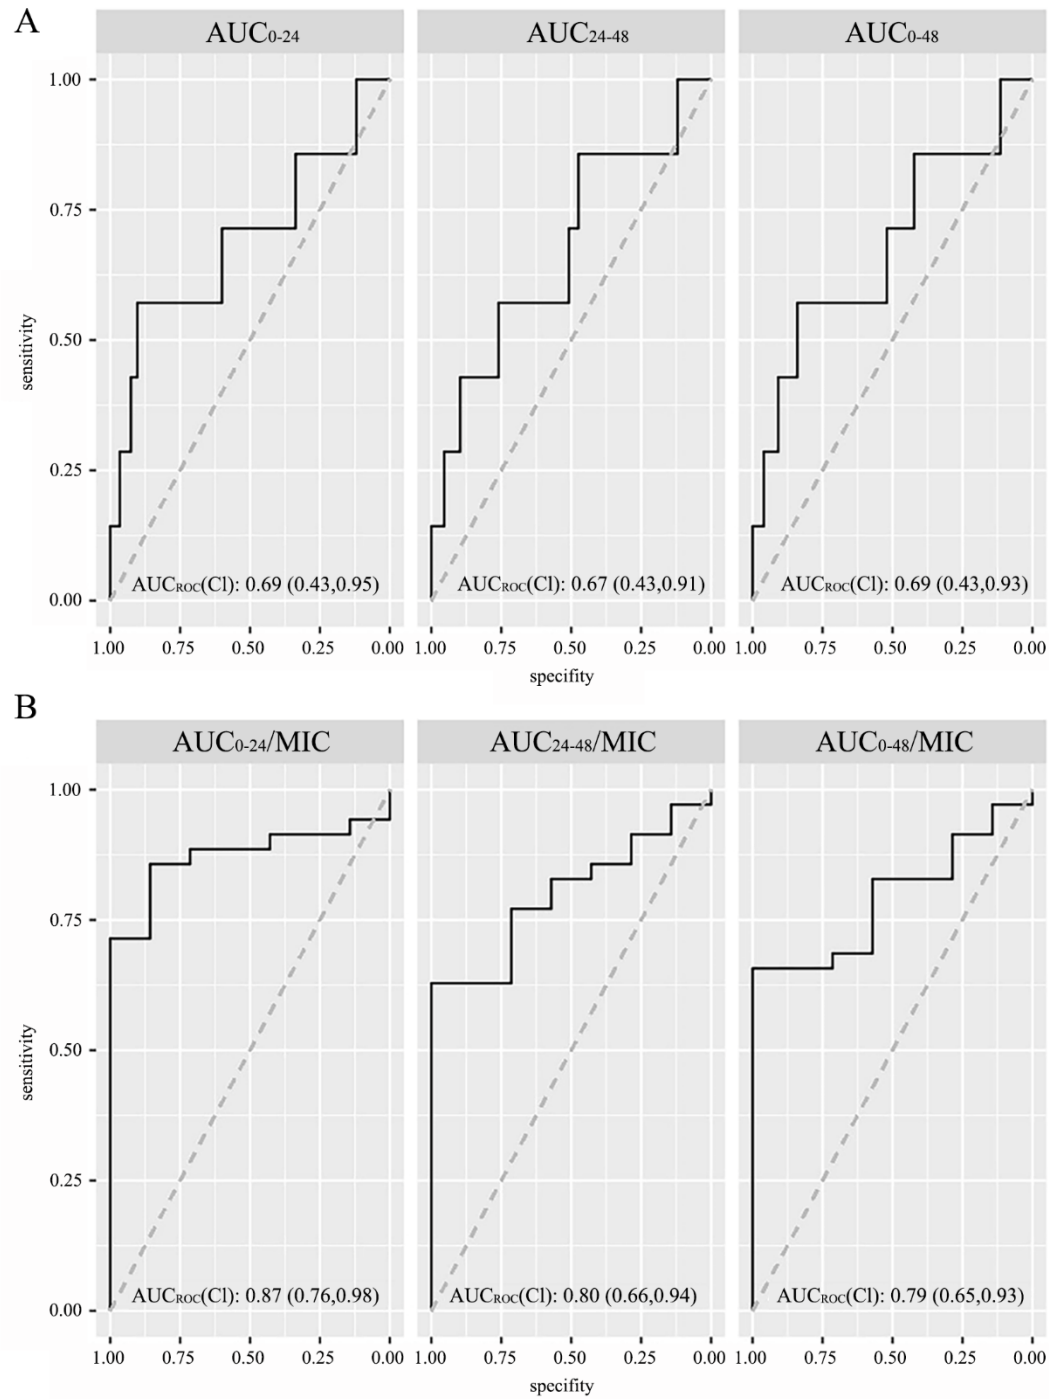 A
AUC0-24 AUC24-48 AUC0-48
1.00
0.75
0.50
0.25
0.00
sensitivity
AUCROC(Cl): 0.69 (0.43,0.95) AUCROC(Cl): 0.67 (0.43,0.91) AUCROC(Cl): 0.69 (0.43,0.93)
1.00 0.75 0.50 0.25 0.00 1.00 0.75 0.50 0.25 0.00 1.00 0.75 0.50 0.25 0.00
specifity
B
AUC0-24/MIC AUC24-48/MIC AUC0-48/MIC
1.00
0.75
0.50
0.25
0.00
sensitivity
AUCROC(Cl): 0.87 (0.76,0.98) AUCROC(Cl): 0.80 (0.66,0.94) AUCROC(Cl): 0.79 (0.65,0.93)
1.00 0.75 0.50 0.25 0.00 1.00 0.75 0.50 0.25 0.00 1.00 0.75 0.50 0.25 0.00
specifity